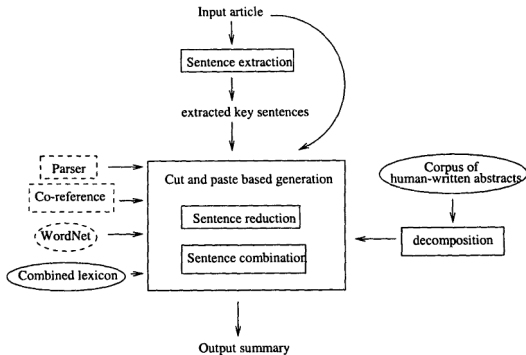 Input article
Sentence extraction
extracted key sentences
Parser
Co-reference
WordNet
Combined lexicon
Cut and paste based generation
Sentence reduction
Sentence combination
Corpus of
human-written abstracts
decomposition
Output summary